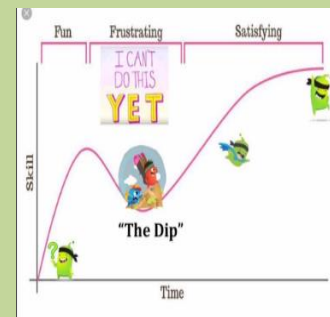 Fun Frustrating Satisfying
I CAN'T
DO THIS
YET
Skill
"The Dip"
Time